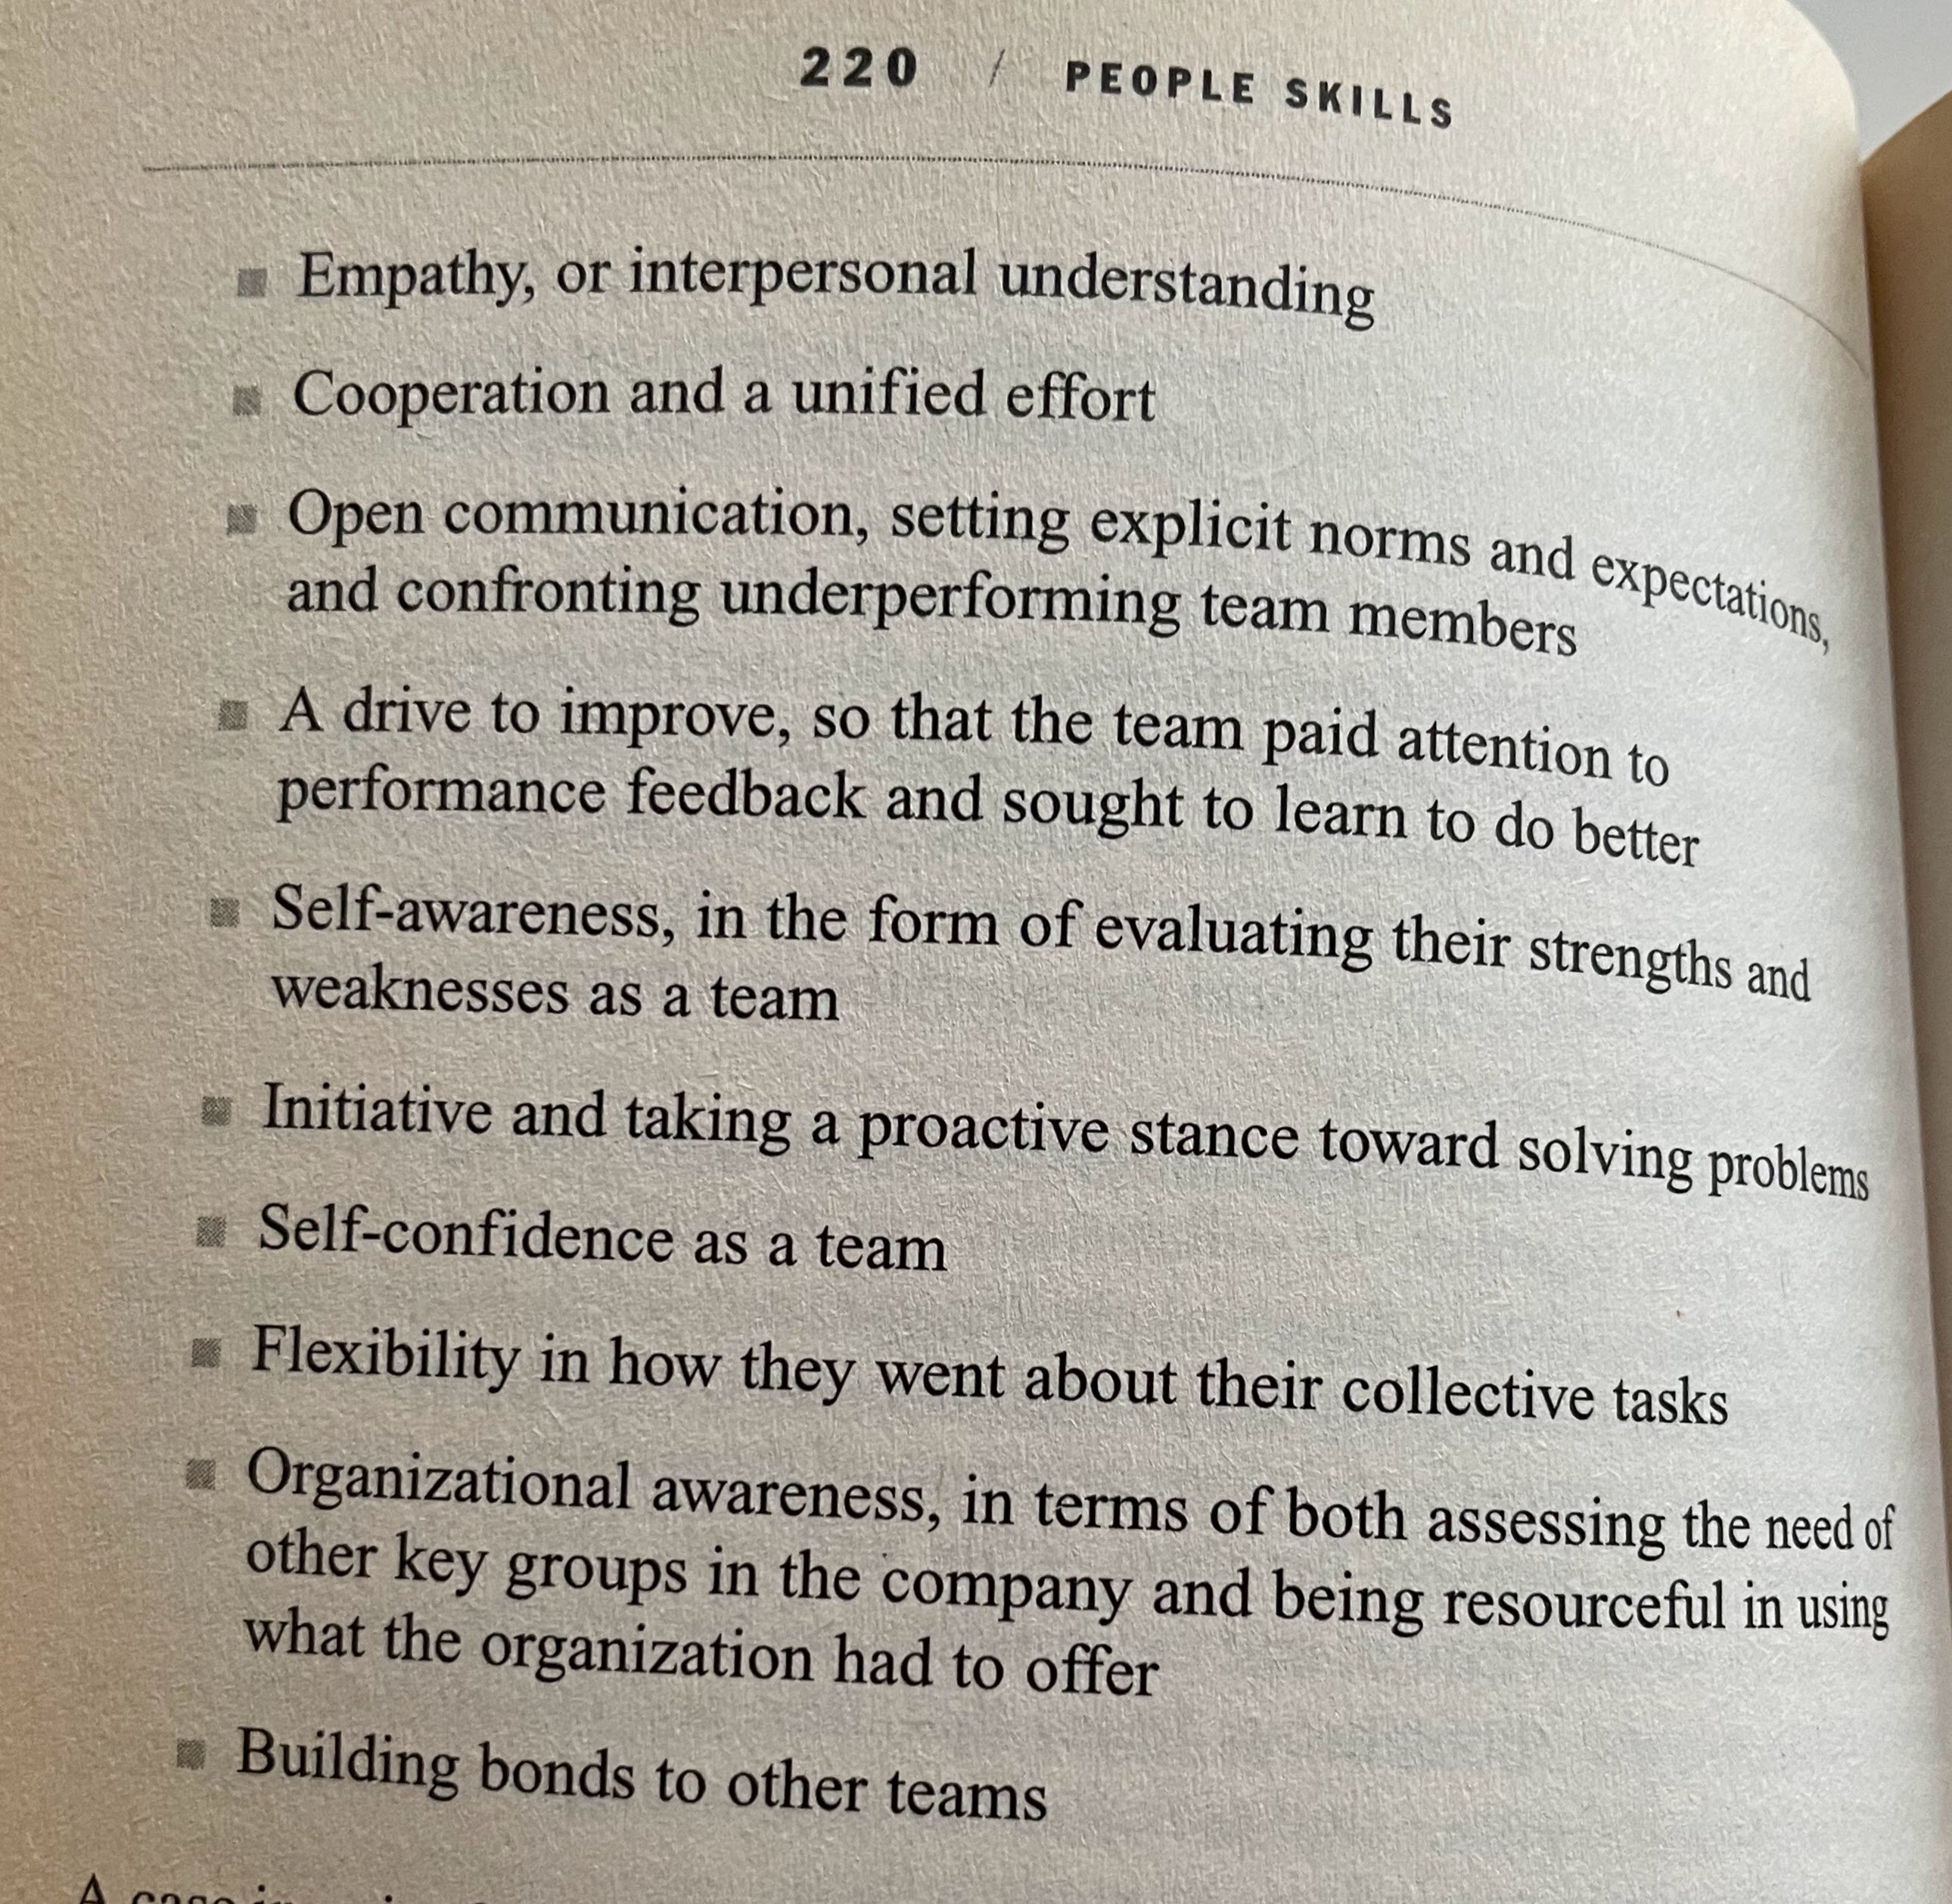 220 / PEOPLE SKILLS
■ Empathy, or interpersonal understanding
■ Cooperation and a unified effort
■ Open communication, setting explicit norms and expectations,
and confronting underperforming team members
■ A drive to improve, so that the team paid attention to
performance feedback and sought to learn to do better
■ Self-awareness, in the form of evaluating their strengths and
weaknesses as a team
■ Initiative and taking a proactive stance toward solving problems
■ Self-confidence as a team
■ Flexibility in how they went about their collective tasks
■ Organizational awareness, in terms of both assessing the need of
other key groups in the company and being resourceful in using
what the organization had to offer
■ Building bonds to other teams
A case in